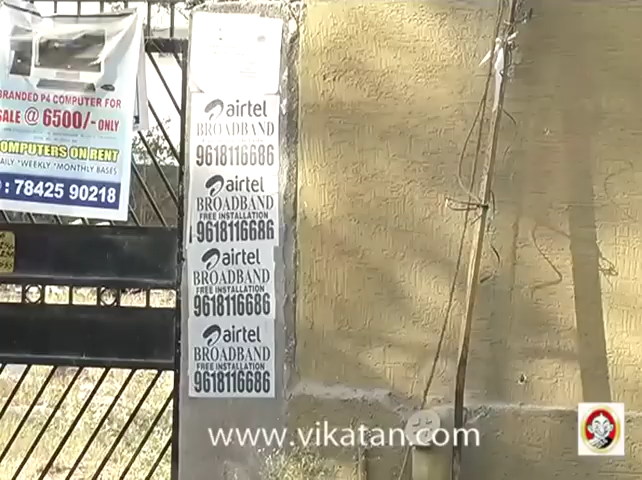 BRANDED P4 COMPUTER FOR
SALE @ 6500/- ONLY
COMPUTERS ON RENT
DAILY *WEEKLY *MONTHLY BASES
: 78425 90218
airtel
BROADBAND
9618116686
airtel
BROADBAND
FREE INSTALLATION
9618116686
airtel
BROADBAND
FREE INSTALLATION
9618116686
airtel
BROADBAND
FREE INSTALLATION
9618116686
www.vikatan.com